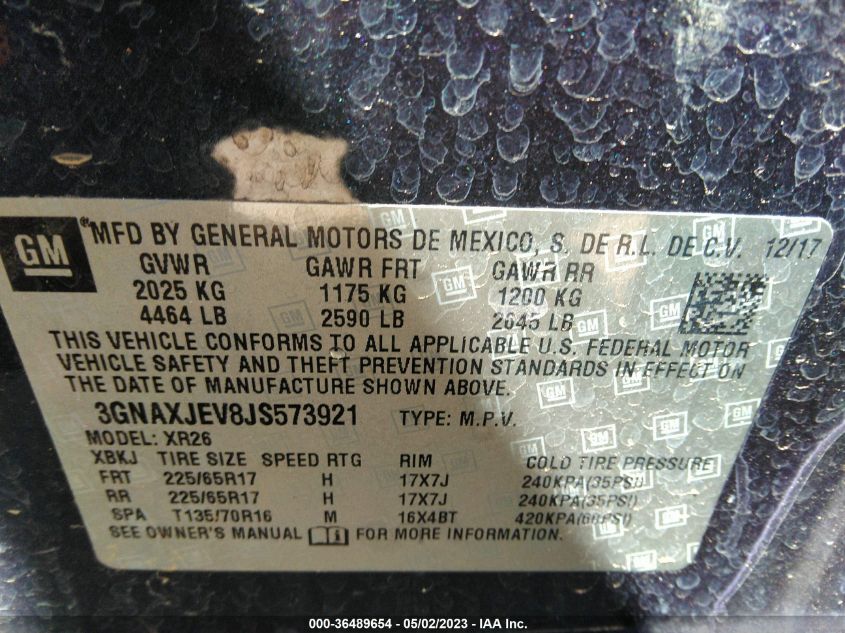 GM ® MFD BY GENERAL MOTORS DE MEXICO, S. DE R.L. DE C.V. 12/17
GVWR GAWR FRT GAWR RR
2025 KG 1175 KG 1200 KG
4464 LB 2590 LB 2645 LB
THIS VEHICLE CONFORMS TO ALL APPLICABLE U.S. FEDERAL MOTOR
VEHICLE SAFETY AND THEFT PREVENTION STANDARDS IN EFFECT ON
THE DATE OF MANUFACTURE SHOWN ABOVE.
3GNAXJEV8JS573921 TYPE: M.P.V.
MODEL: XR26
XBKJ TIRE SIZE SPEED RTG RIM COLD TIRE PRESSURE
FRT 225/65R17 H 17X7J 240KPA(35PSI)
RR 225/65R17 H 17X7J 240KPA(35PSI)
SPA T135/70R16 M 16X4BT 420KPA(60PSI)
SEE OWNER'S MANUAL FOR MORE INFORMATION.
000-36489654 - 05/02/2023 - IAA Inc.